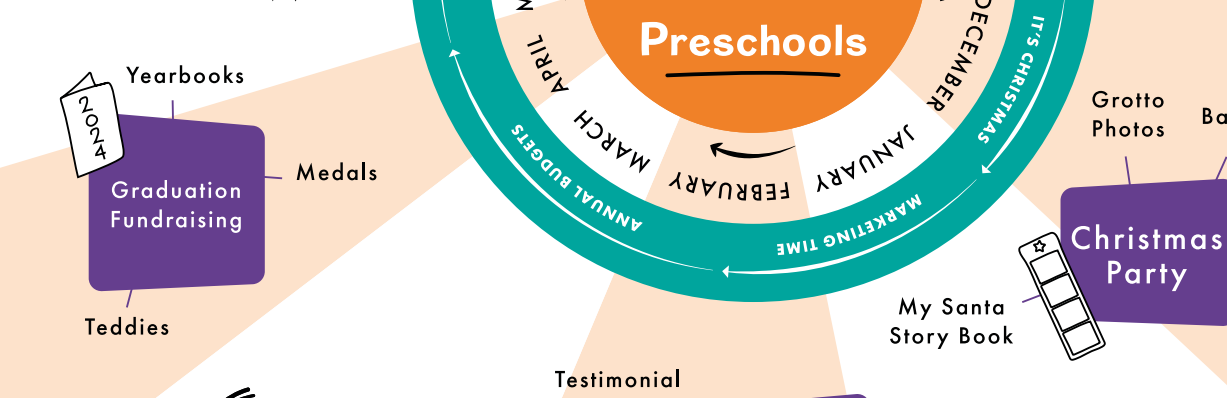 Preschools
DECEMBER
JANUARY
FEBRUARY
MARCH
APRIL
IT'S CHRISTMAS
MARKETING TIME
ANNUAL BUDGETS
Yearbooks
2024
Graduation
Fundraising
Medals
Teddies
Testimonial
Grotto
Photos
Christmas
Party
My Santa
Story Book